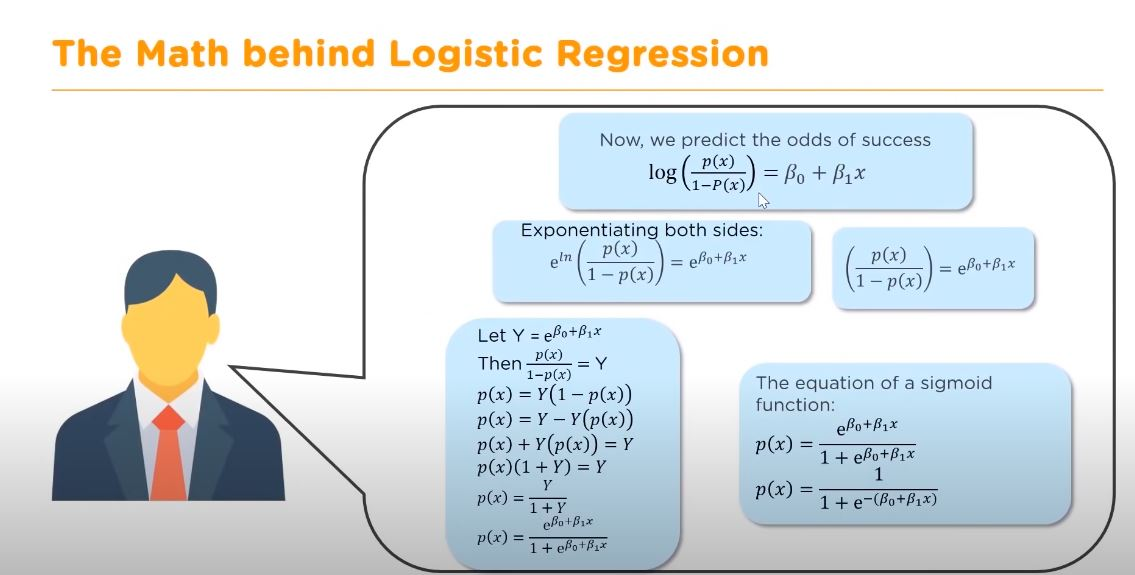 The Math behind Logistic Regression
Now, we predict the odds of success
log(p(x)/1−P(x)) = β₀ + β₁x
Exponentiating both sides:
e^ln(p(x)/1 − p(x)) = e^β₀+β₁x
(p(x)/1 − p(x)) = e^β₀+β₁x
Let Y = e^β₀+β₁x
Then p(x)/1−p(x) = Y
p(x) = Y(1 − p(x))
p(x) = Y − Y(p(x))
p(x) + Y(p(x)) = Y
p(x)(1 + Y) = Y
p(x) = Y/1 + Y
p(x) = e^β₀+β₁x/1 + e^β₀+β₁x
The equation of a sigmoid
function:
p(x) = e^β₀+β₁x/1 + e^β₀+β₁x
p(x) = 1/1 + e^−(β₀+β₁x)